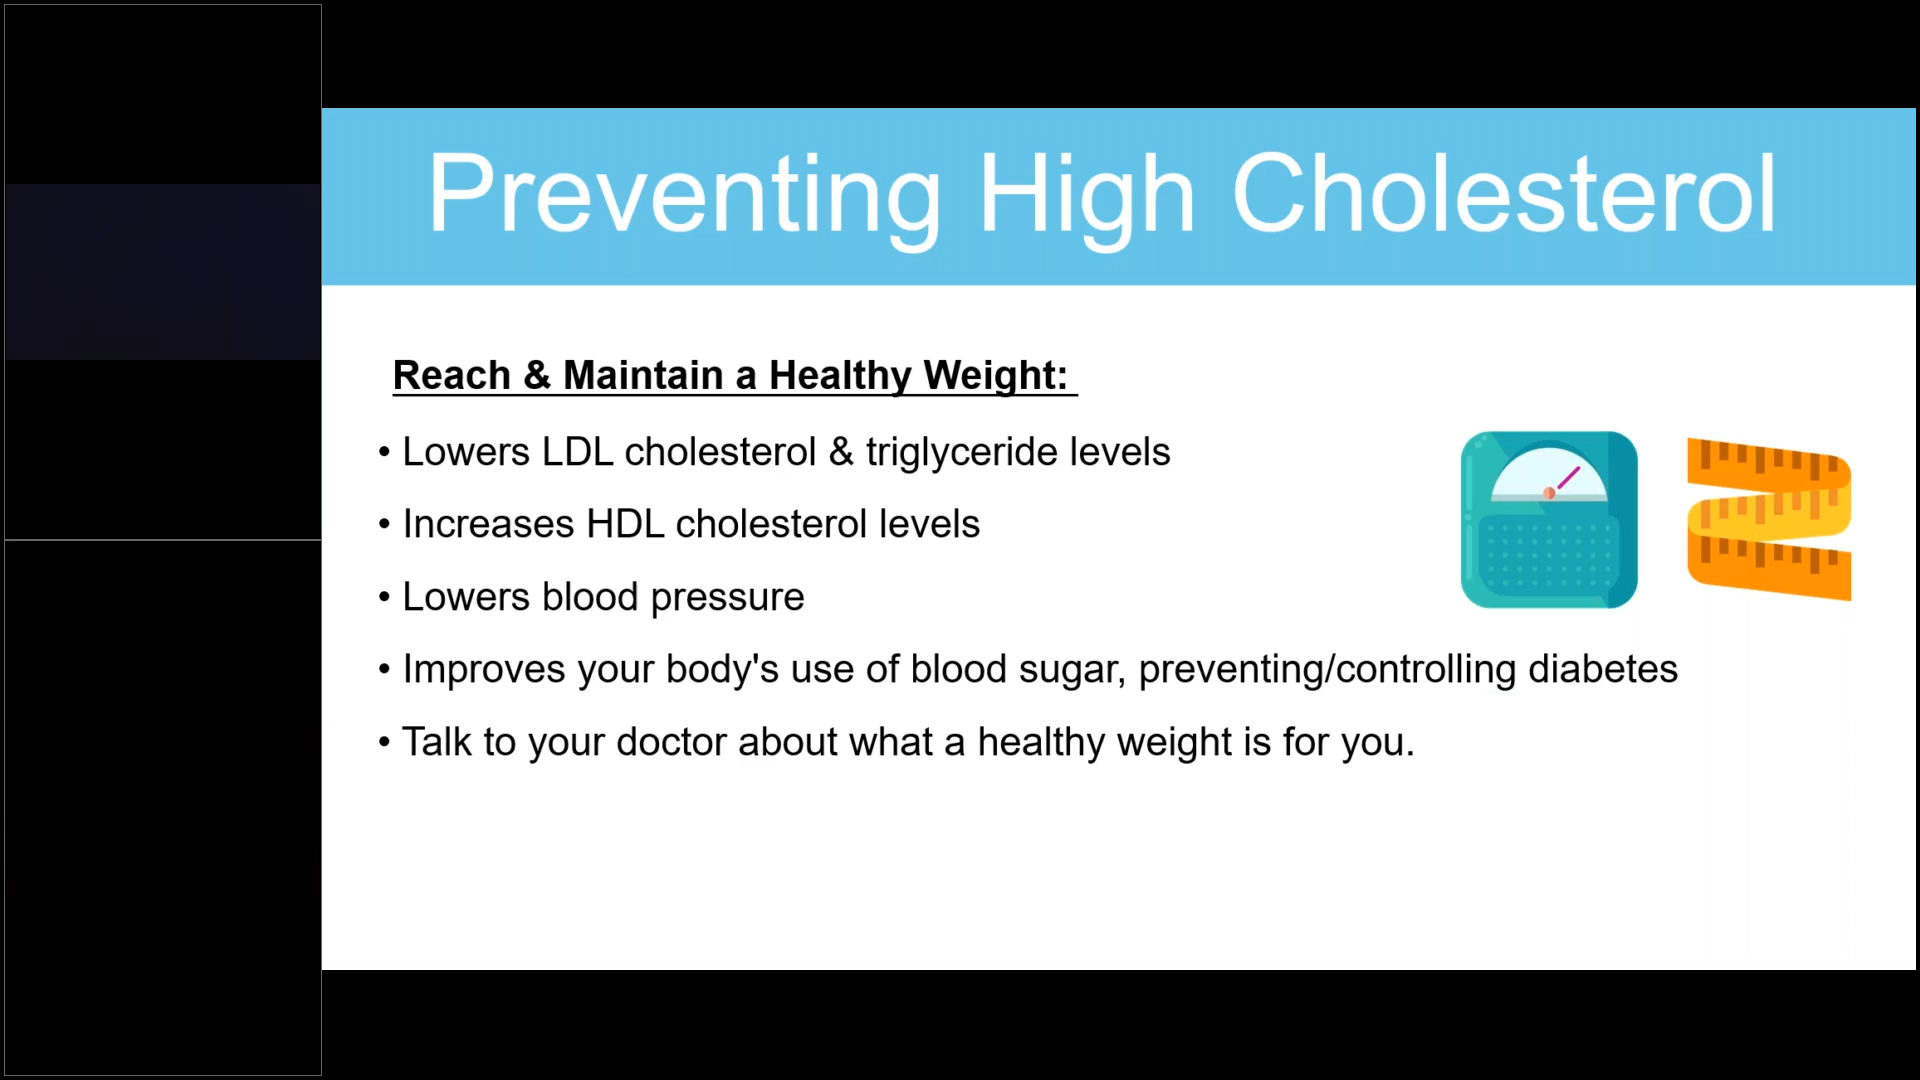 Preventing High Cholesterol
Reach & Maintain a Healthy Weight:
• Lowers LDL cholesterol & triglyceride levels
• Increases HDL cholesterol levels
• Lowers blood pressure
• Improves your body's use of blood sugar, preventing/controlling diabetes
• Talk to your doctor about what a healthy weight is for you.